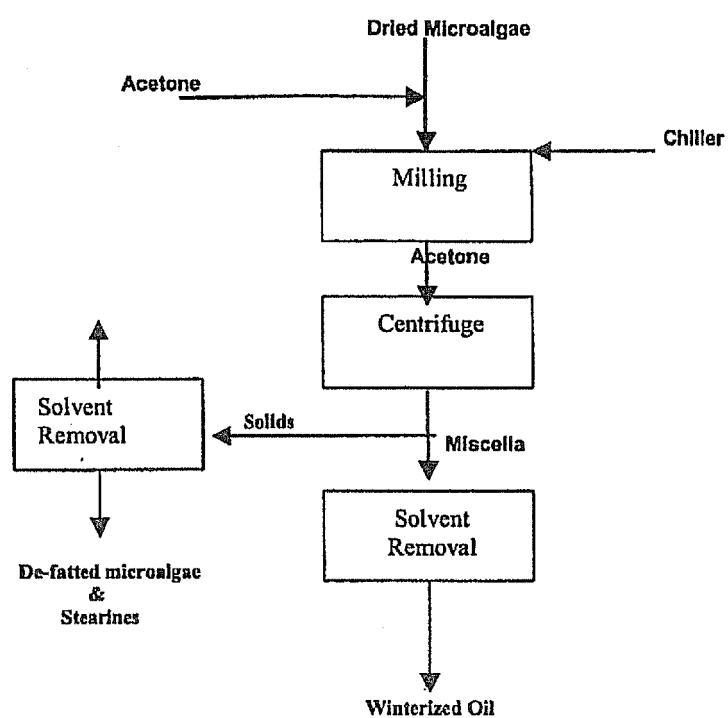 Dried Microalgae
Acetone
Chiller
Milling
Acetone
Centrifuge
Solvent
Removal
Solids
Miscella
Solvent
Removal
De-fatted microalgae
&
Stearines
Winterized Oil